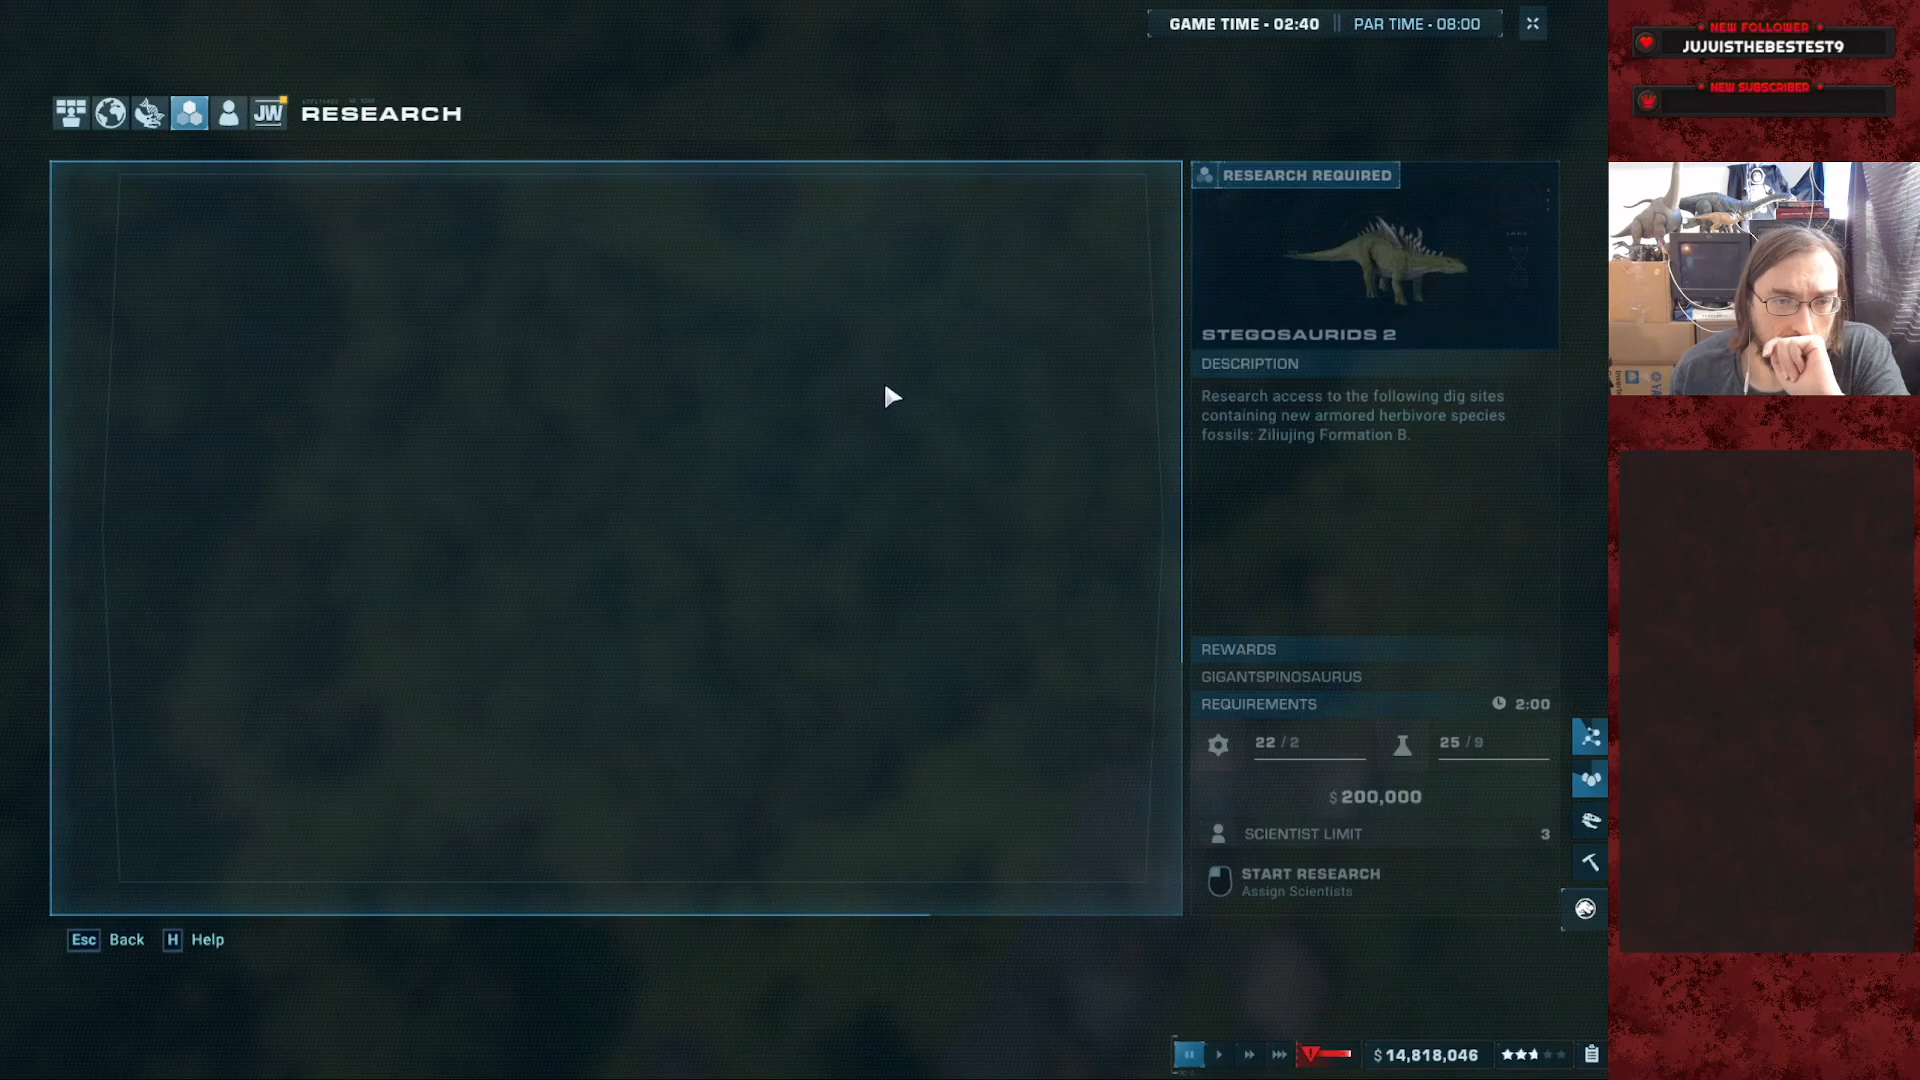 GAME TIME - 02:40 PAR TIME - 08:00
NEW FOLLOWER
JUJUISTHEBESTEST9
NEW SUBSCRIBER
JW RESEARCH
RESEARCH REQUIRED
STEGOSAURIDS 2
DESCRIPTION
Research access to the following dig sites
containing new armored herbivore species
fossils: Ziliujing Formation B.
REWARDS
GIGANTSPINOSAURUS
REQUIREMENTS 2:00
22 / 2 25 / 9
$ 200,000
SCIENTIST LIMIT 3
START RESEARCH
Assign Scientists
Esc Back H Help
$ 14,818,046